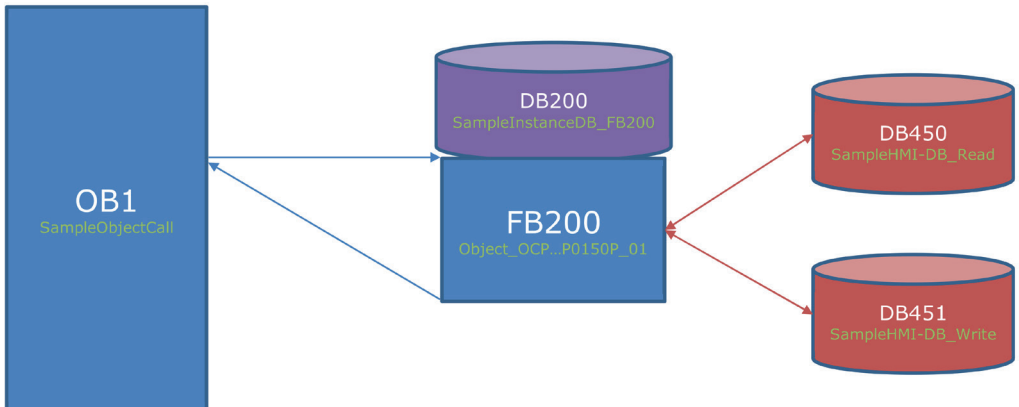 OB1
SampleObjectCall
DB200
SampleInstanceDB_FB200
FB200
Object_OCP...P0150P_01
DB450
SampleHMI-DB_Read
DB451
SampleHMI-DB_Write